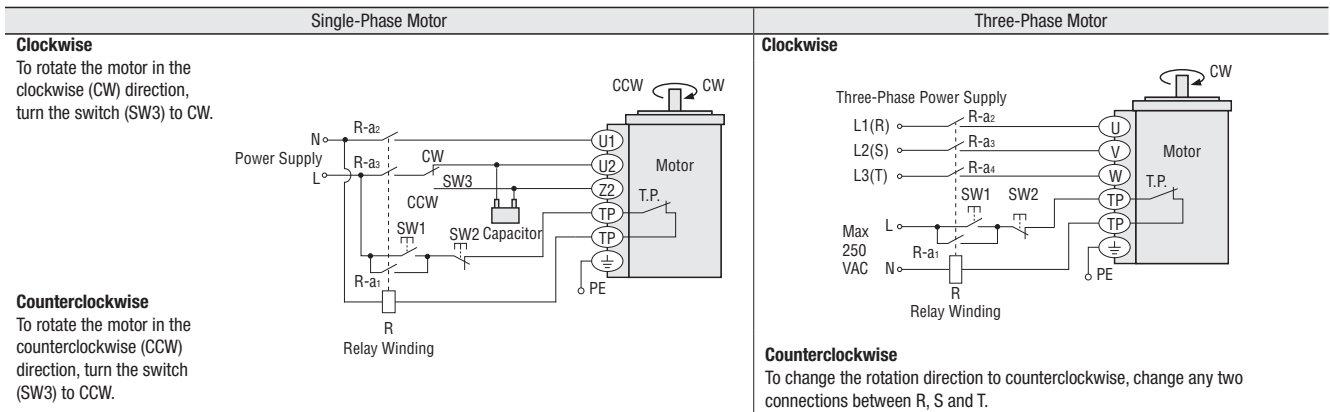 Single-Phase Motor
Clockwise
To rotate the motor in the
clockwise (CW) direction,
turn the switch (SW3) to CW.
CCW
CW
N
R-a2
U1
Power Supply
R-a3
CW
U2
Motor
L
SW3
Z2
CCW
T.P.
TP
SW1
SW2
Capacitor
TP
R-a1
PE
R
Relay Winding
Counterclockwise
To rotate the motor in the
counterclockwise (CCW)
direction, turn the switch
(SW3) to CCW.
Three-Phase Motor
Clockwise
CW
Three-Phase Power Supply
L1(R)
R-a2
U
L2(S)
R-a3
V
Motor
L3(T)
R-a4
W
T.P.
SW1
SW2
TP
L
Max
250
VAC
TP
R-a1
N
PE
R
Relay Winding
Counterclockwise
To change the rotation direction to counterclockwise, change any two
connections between R, S and T.